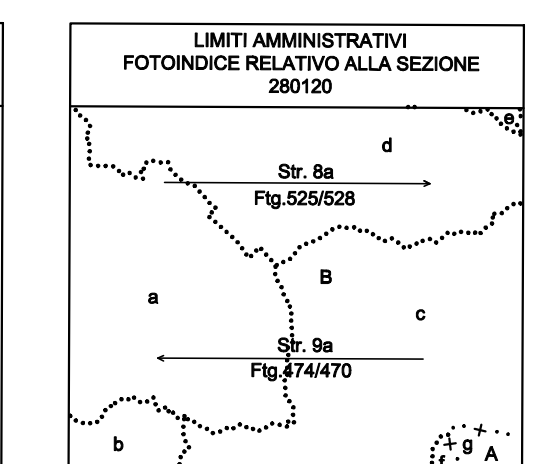 LIMITI AMMINISTRATIVI
FOTOINDICE RELATIVO ALLA SEZIONE
280120
e
d
Str. 8a
Ftg.525/528
B
a
c
Str. 9a
Ftg.474/470
b
g
A
f